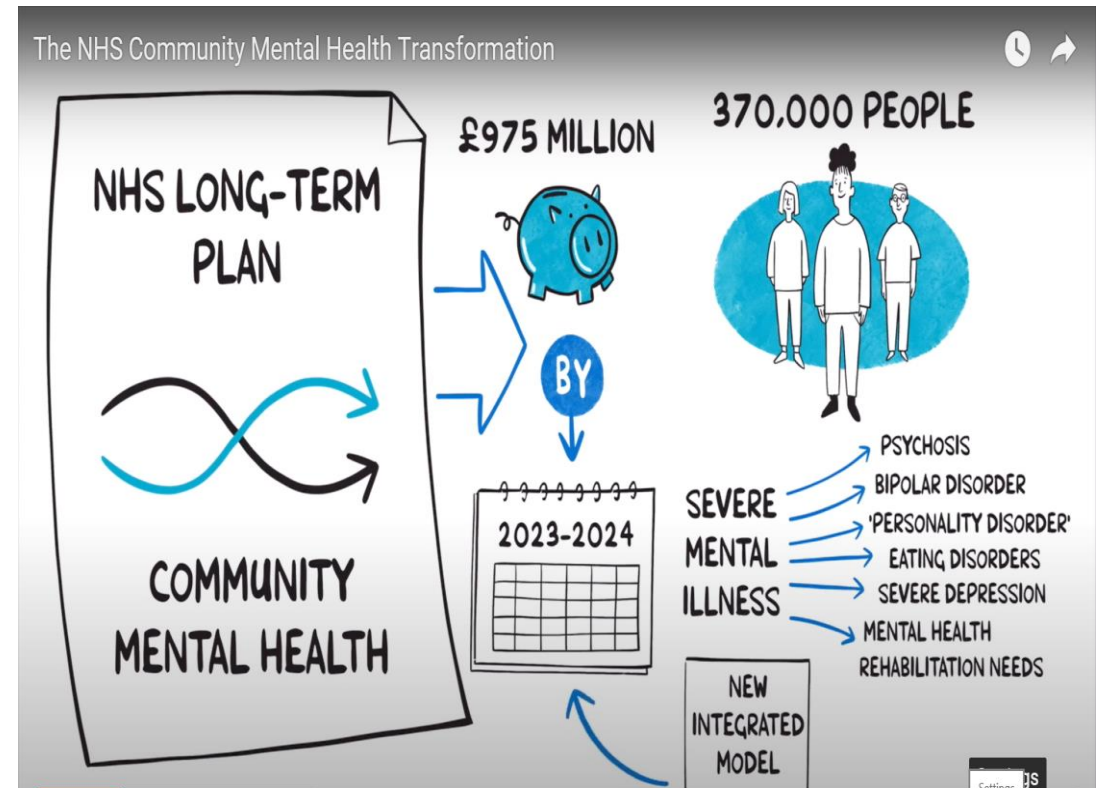 The NHS Community Mental Health Transformation
NHS LONG-TERM
PLAN
COMMUNITY
MENTAL HEALTH
£975 MILLION
BY
2023-2024
370,000 PEOPLE
SEVERE
MENTAL
ILLNESS
PSYCHOSIS
BIPOLAR DISORDER
'PERSONALITY DISORDER'
EATING DISORDERS
SEVERE DEPRESSION
MENTAL HEALTH
REHABILITATION NEEDS
NEW
INTEGRATED
MODEL